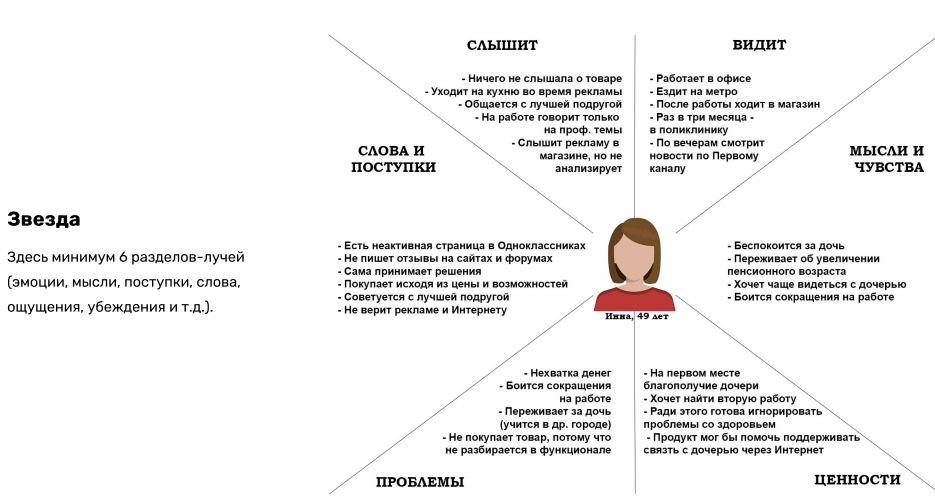 Звезда
Здесь минимум 6 разделов-лучей
(эмоции, мысли, поступки, слова,
ощущения, убеждения и т.д.).
СЛЫШИТ
- Ничего не слышала о товаре
- Уходит на кухню во время рекламы
- Общается с лучшей подругой
- На работе говорит только
на проф. темы
- Слышит рекламу в
магазине, но не
анализирует
ВИДИТ
- Работает в офисе
- Ездит на метро
- После работы ходит в магазин
- Раз в три месяца -
в поликлинику
- По вечерам смотрит
новости по Первому
каналу
СЛОВА И
ПОСТУПКИ
- Есть неактивная страница в Одноклассниках
- Не пишет отзывы на сайтах и форумах
- Сама принимает решения
- Покупает исходя из цены и возможностей
- Советуется с лучшей подругой
- Не верит рекламе и Интернету
МЫСЛИ И
ЧУВСТВА
- Беспокоится за дочь
- Переживает об увеличении
пенсионного возраста
- Хочет чаще видеться с дочерью
- Боится сокращения на работе
Инна, 49 лет
- Нехватка денег
- Боится сокращения
на работе
- Переживает за дочь
(учится в др. городе)
- Не покупает товар, потому что
не разбирается в функционале
ПРОБЛЕМЫ
- На первом месте
благополучие дочери
- Хочет найти вторую работу
- Ради этого готова игнорировать
проблемы со здоровьем
- Продукт мог бы помочь поддерживать
связть с дочерью через Интернет
ЦЕННОСТИ